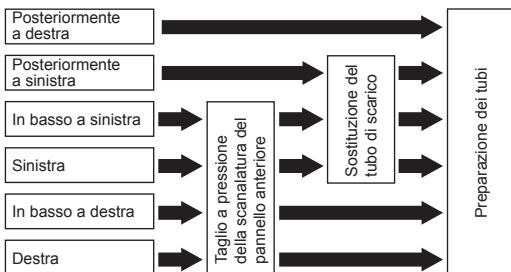 Posteriormente
a destra
Posteriormente
a sinistra
In basso a sinistra
Sinistra
In basso a destra
Destra
Taglio a pressione
della scanalatura del
pannello anteriore
Sostituzione del
tubo di scarico
Preparazione dei tubi